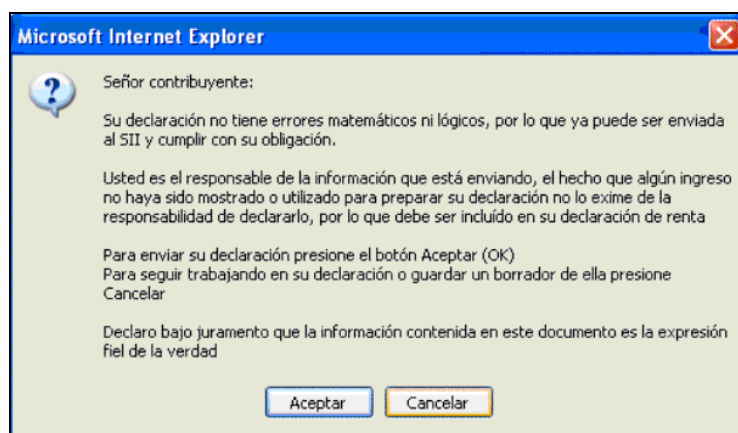 Microsoft Internet Explorer
Señor contribuyente:
Su declaración no tiene errores matemáticos ni lógicos, por lo que ya puede ser enviada
al SII y cumplir con su obligación.
Usted es el responsable de la información que está enviando, el hecho que algún ingreso
no haya sido mostrado o utilizado para preparar su declaración no lo exime de la
responsabilidad de declararlo, por lo que debe ser incluído en su declaración de renta
Para enviar su declaración presione el botón Aceptar (OK)
Para seguir trabajando en su declaración o guardar un borrador de ella presione
Cancelar
Declaro bajo juramento que la información contenida en este documento es la expresión
fiel de la verdad
Aceptar Cancelar